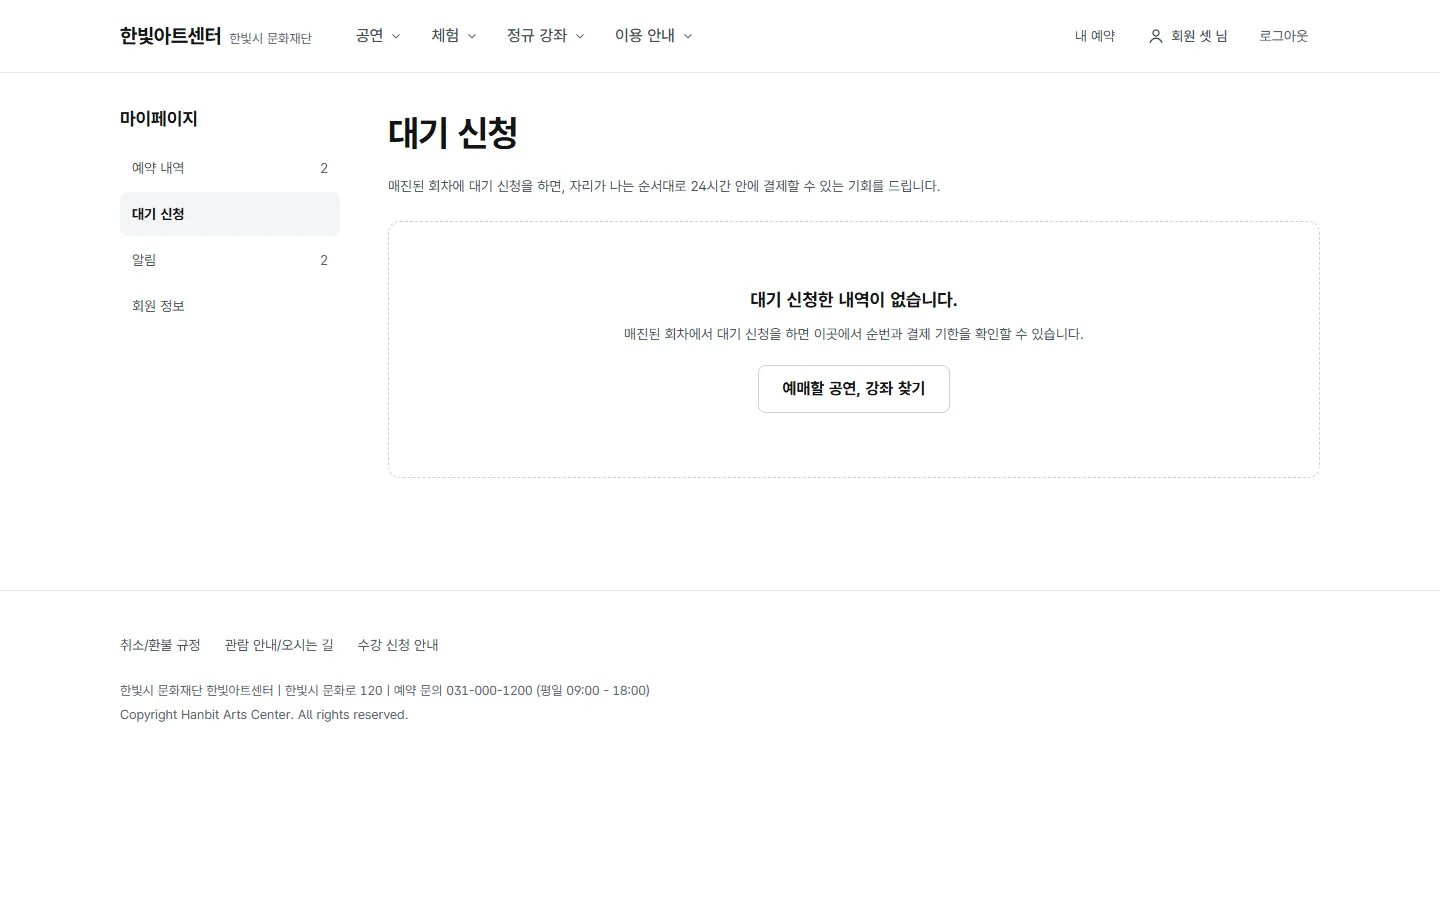 한빛아트센터 한빛시 문화재단 공연 체험 정규 강좌 이용 안내 내 예약 회원 셋 님 로그아웃
마이페이지
예약 내역 2
대기 신청
알림 2
회원 정보
대기 신청
매진된 회차에 대기 신청을 하면, 자리가 나는 순서대로 24시간 안에 결제할 수 있는 기회를 드립니다.
대기 신청한 내역이 없습니다.
매진된 회차에서 대기 신청을 하면 이곳에서 순번과 결제 기한을 확인할 수 있습니다.
예매할 공연, 강좌 찾기
취소/환불 규정 관람 안내/오시는 길 수강 신청 안내
한빛시 문화재단 한빛아트센터 | 한빛시 문화로 120 | 예약 문의 031-000-1200 (평일 09:00 - 18:00)
Copyright Hanbit Arts Center. All rights reserved.